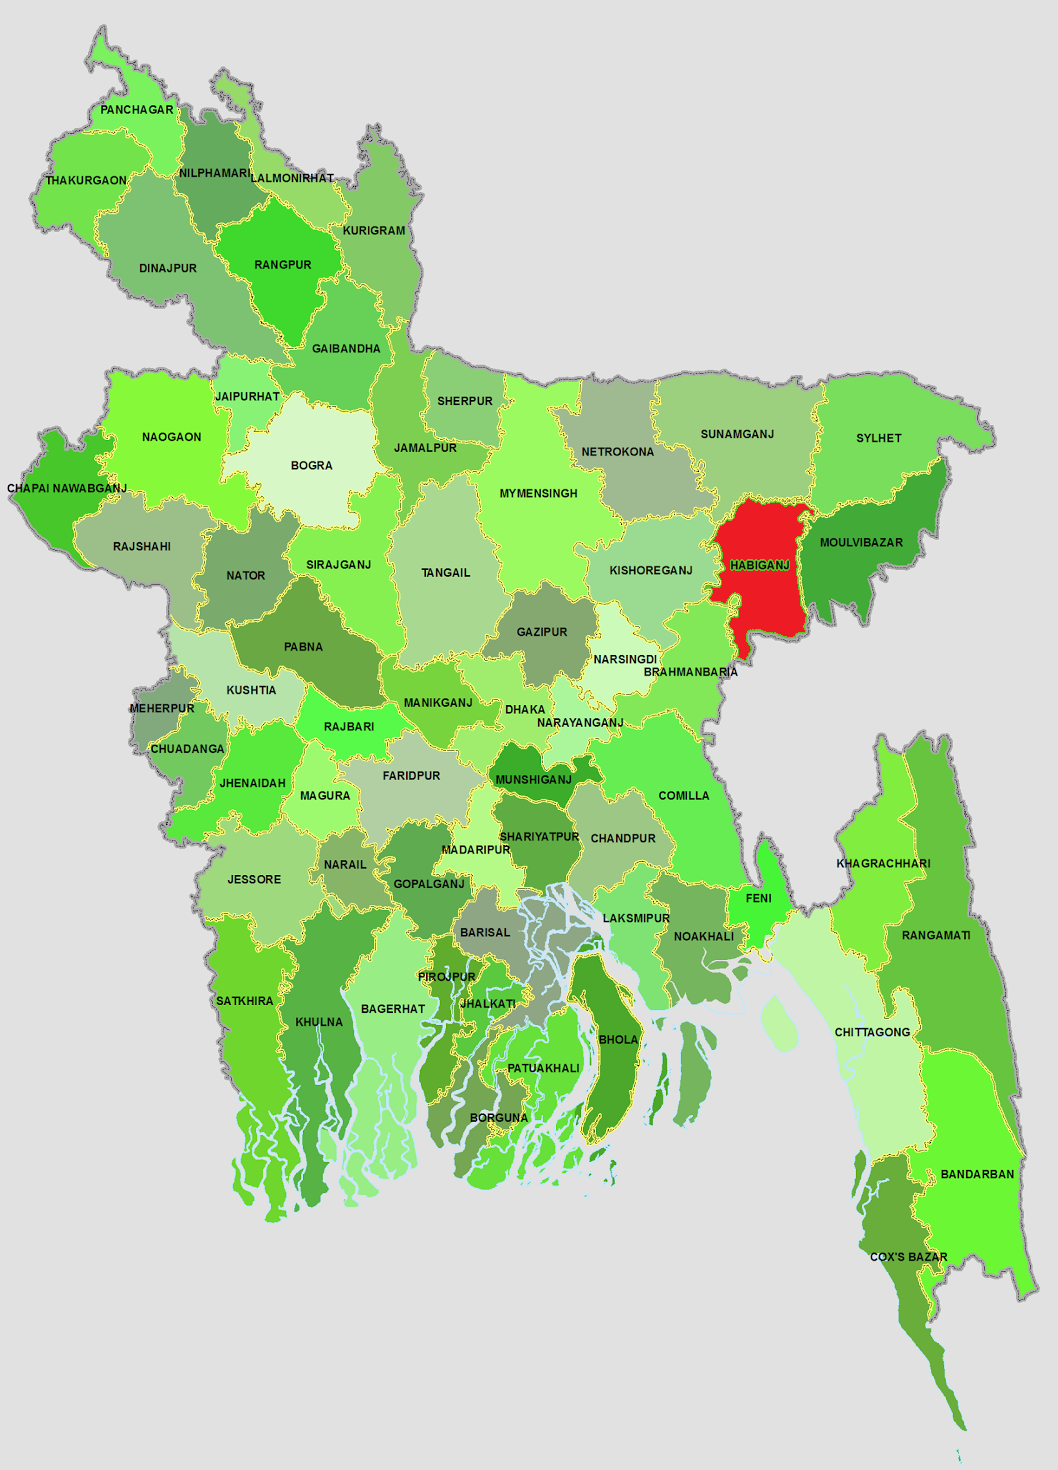 PANCHAGAR
THAKURGAON
NILPHAMARI
LALMONIRHAT
KURIGRAM
DINAJPUR
RANGPUR
GAIBANDHA
JAIPURHAT
SHERPUR
NAOGAON
JAMALPUR
SUNAMGANJ
SYLHET
NETROKONA
BOGRA
CHAPAI NAWABGANJ
MYMENSINGH
RAJSHAHI
MOULVIBAZAR
SIRAJGANJ
HABIGANJ
NATOR
TANGAIL
KISHOREGANJ
GAZIPUR
PABNA
NARSINGDI
BRAHMANBARIA
KUSHTIA
MEHERPUR
MANIKGANJ
DHAKA
NARAYANGANJ
RAJBARI
CHUADANGA
FARIDPUR
MUNSHIGANJ
JHENAIDAH
MAGURA
COMILLA
SHARIYATPUR
CHANDPUR
MADARIPUR
NARAIL
KHAGRACHHARI
JESSORE
GOPALGANJ
FENI
LAKSMIPUR
BARISAL
NOAKHALI
RANGAMATI
PIROJPUR
SATKHIRA
JHALKATI
BAGERHAT
KHULNA
CHITTAGONG
BHOLA
PATUAKHALI
BORGUNA
BANDARBAN
COX'S BAZAR